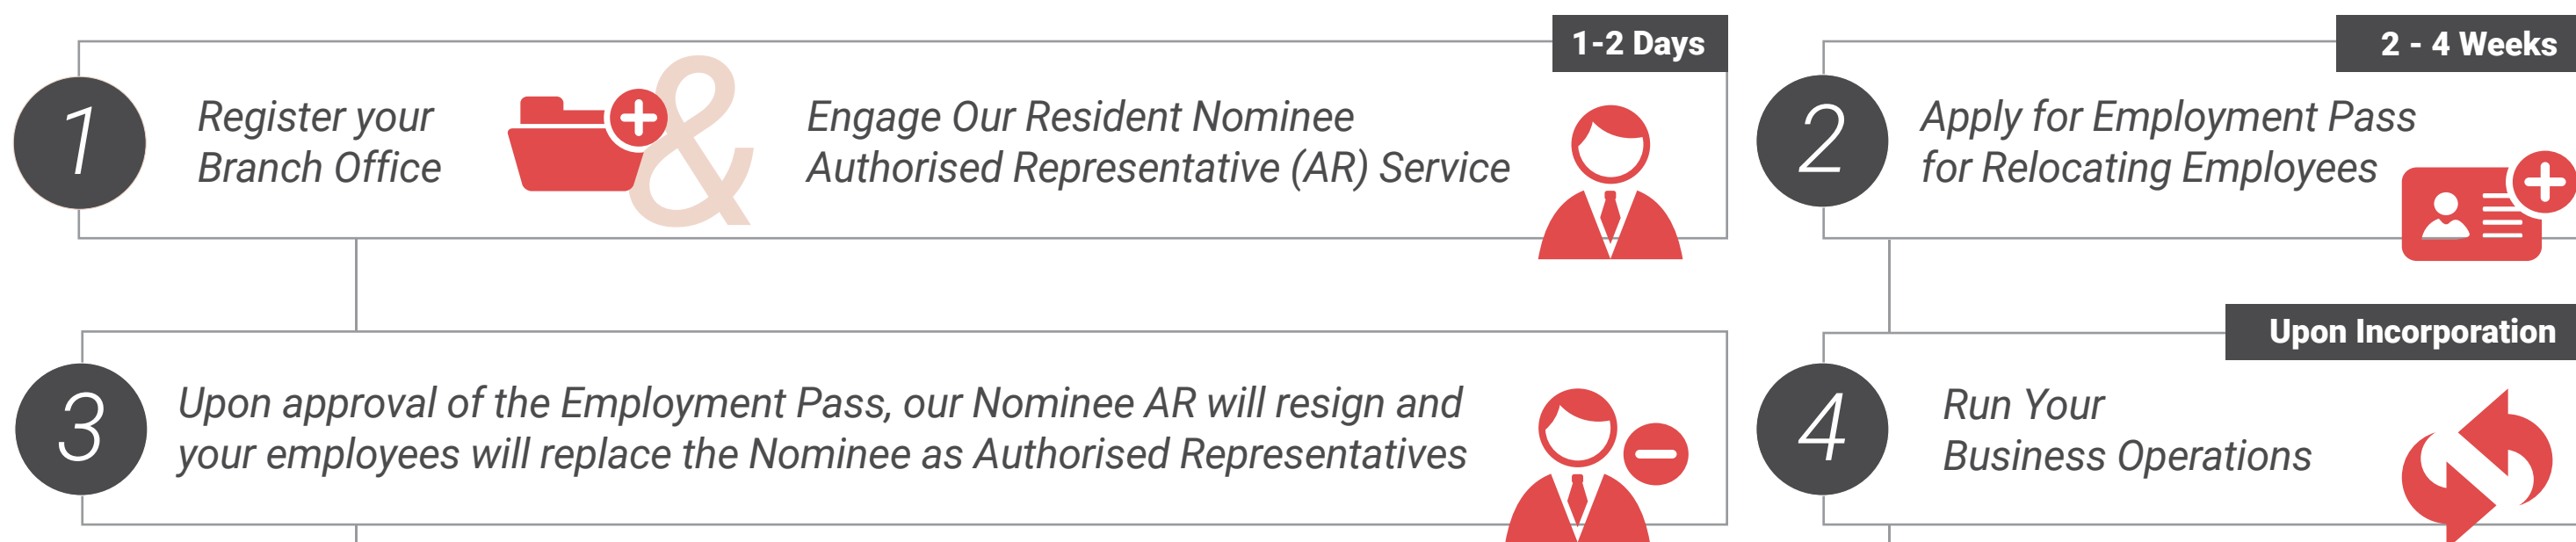 1-2 Days
1
Register your
Branch Office
&
Engage Our Resident Nominee
Authorised Representative (AR) Service
2 - 4 Weeks
2
Apply for Employment Pass
for Relocating Employees
3
Upon approval of the Employment Pass, our Nominee AR will resign and
your employees will replace the Nominee as Authorised Representatives
Upon Incorporation
4
Run Your
Business Operations